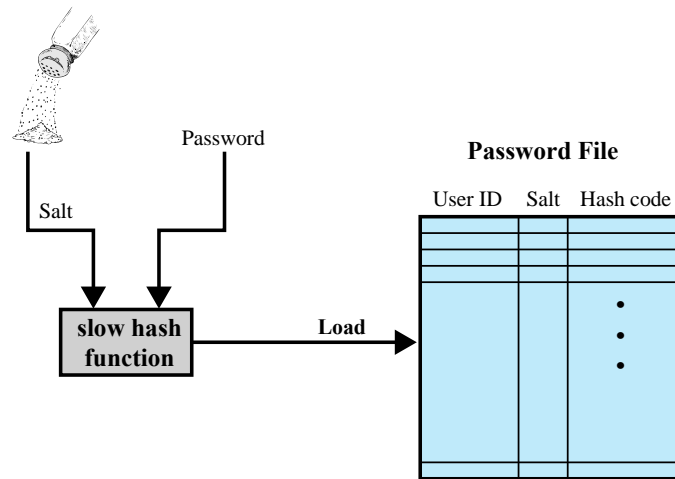 Password
Password File
User ID Salt Hash code
Salt
slow hash
function
Load